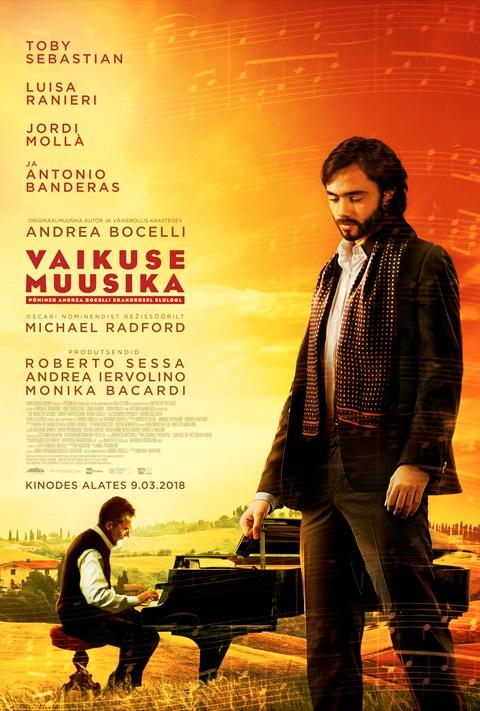 TOBY
SEBASTIAN
LUISA
RANIERI
JORDI
MOLLÀ
JA
ANTONIO
BANDERAS
ORIGINAALMUUSIKA AUTOR JA VÄIKEROLLIS KAASTEGEV
ANDREA BOCELLI
VAIKUSE
MUUSIKA
PÕHINEB ANDREA BOCELLI ERAKORDSEL ELULOOL
OSCARI NOMINENDIST REŽISSÖÖRILT
MICHAEL RADFORD
PRODUTSENDID
ROBERTO SESSA
ANDREA IERVOLINO
MONIKA BACARDI
KINODES ALATES 9.03.2018